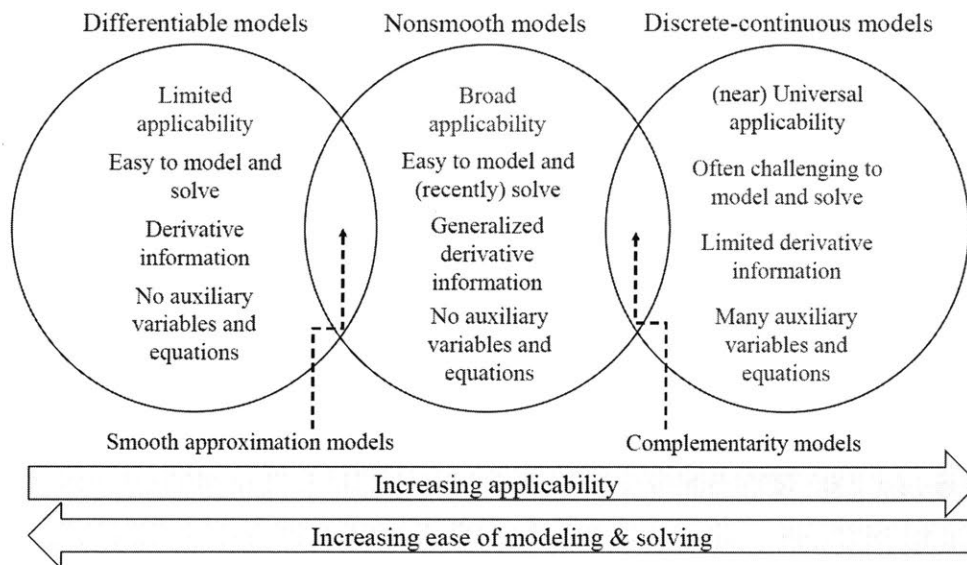 Differentiable models
Nonsmooth models
Discrete-continuous models
Limited
applicability
Easy to model and
solve
Derivative
information
No auxiliary
variables and
equations
Broad
applicability
Easy to model and
(recently) solve
Generalized
derivative
information
No auxiliary
variables and
equations
(near) Universal
applicability
Often challenging to
model and solve
Limited derivative
information
Many auxiliary
variables and
equations
Smooth approximation models
Complementarity models
Increasing applicability
Increasing ease of modeling & solving